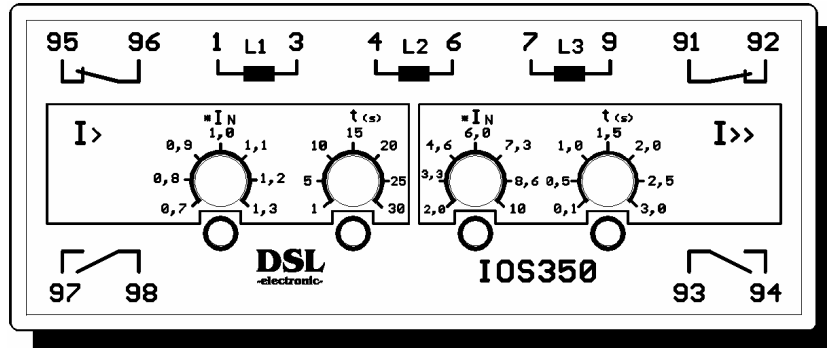 95 96 1 L1 3 4 L2 6 7 L3 9 91 92
I> *IN t(s) *IN t(s) I>>
1,0 15 6,0 1,5
0,9 1,1 10 20 4,6 7,3 1,0 2,0
0,8 1,2 5 25 3,3 8,6 0,5 2,5
0,7 1,3 1 30 2,0 10 0,1 3,0
DSL IOS350
-electronic-
97 98 93 94